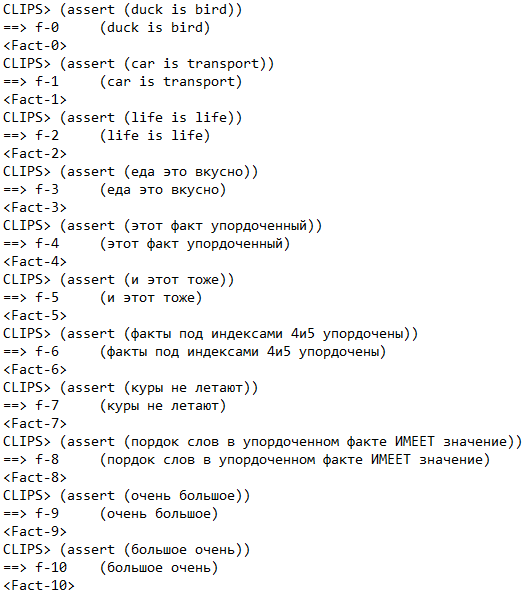 CLIPS> (assert (duck is bird))
==> f-0     (duck is bird)
<Fact-0>
CLIPS> (assert (car is transport))
==> f-1     (car is transport)
<Fact-1>
CLIPS> (assert (life is life))
==> f-2     (life is life)
<Fact-2>
CLIPS> (assert (еда это вкусно))
==> f-3     (еда это вкусно)
<Fact-3>
CLIPS> (assert (этот факт упордоченный))
==> f-4     (этот факт упордоченный)
<Fact-4>
CLIPS> (assert (и этот тоже))
==> f-5     (и этот тоже)
<Fact-5>
CLIPS> (assert (факты под индексами 4и5 упордочены))
==> f-6     (факты под индексами 4и5 упордочены)
<Fact-6>
CLIPS> (assert (куры не летают))
==> f-7     (куры не летают)
<Fact-7>
CLIPS> (assert (пордок слов в упордоченном факте ИМЕЕТ значение))
==> f-8     (пордок слов в упордоченном факте ИМЕЕТ значение)
<Fact-8>
CLIPS> (assert (очень большое))
==> f-9     (очень большое)
<Fact-9>
CLIPS> (assert (большое очень))
==> f-10    (большое очень)
<Fact-10>